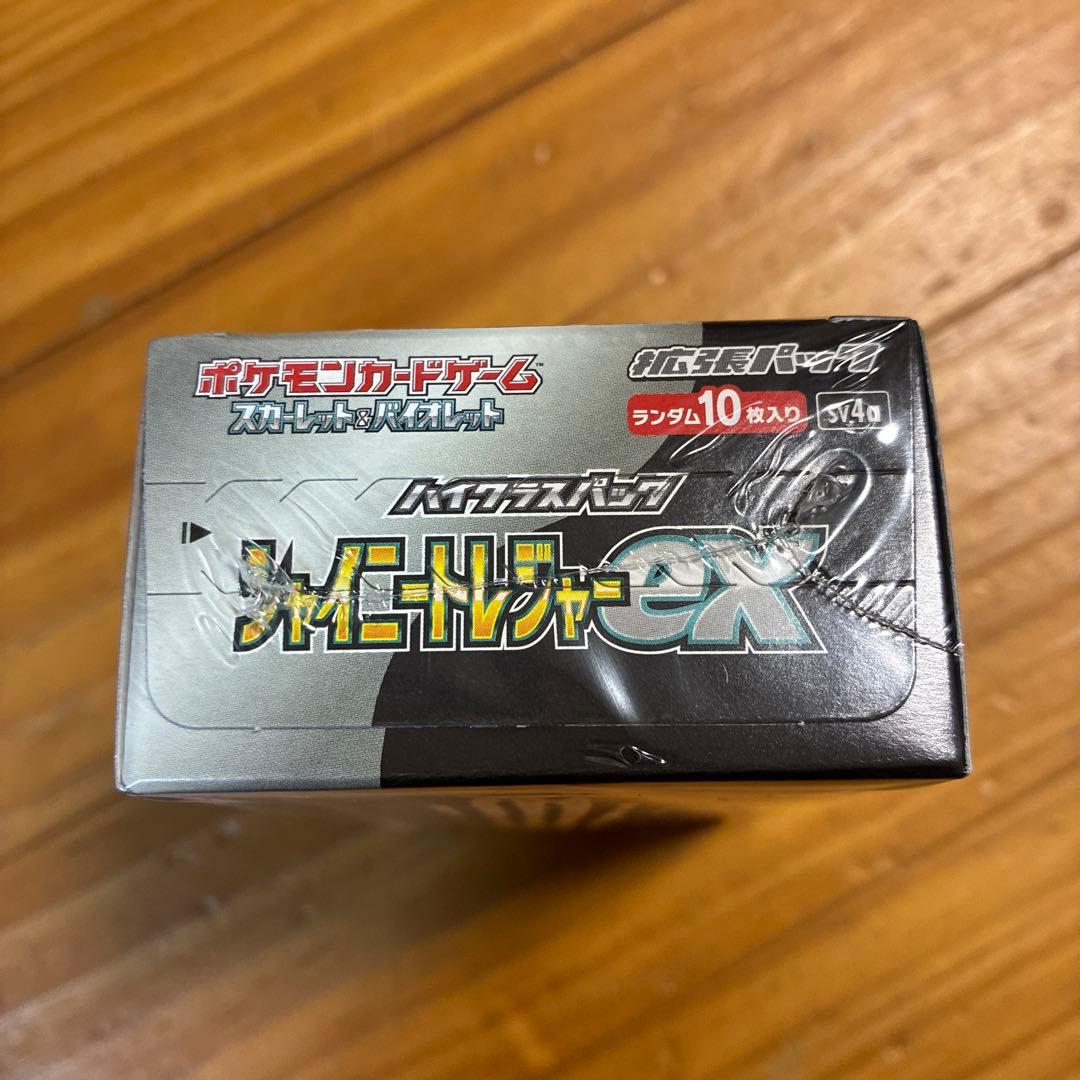 ポケモンカードゲーム™
スカーレット&バイオレット
拡張パック
ランダム10枚入り sv4a
ハイクラスパック
シャイニートレジャーex